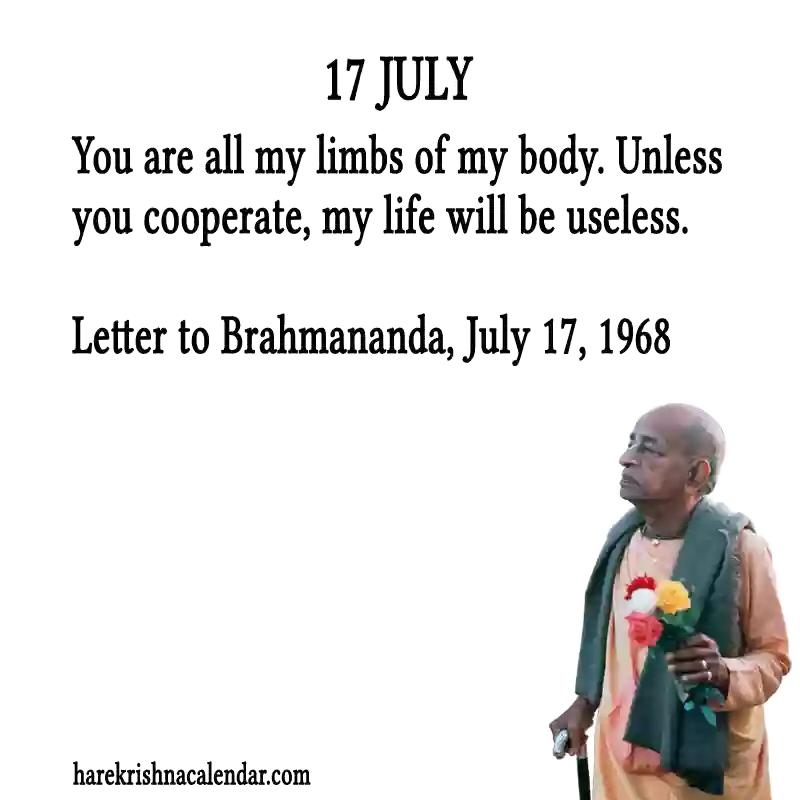 17 JULY
You are all my limbs of my body. Unless
you cooperate, my life will be useless.
Letter to Brahmananda, July 17, 1968
harekrishnacalendar.com